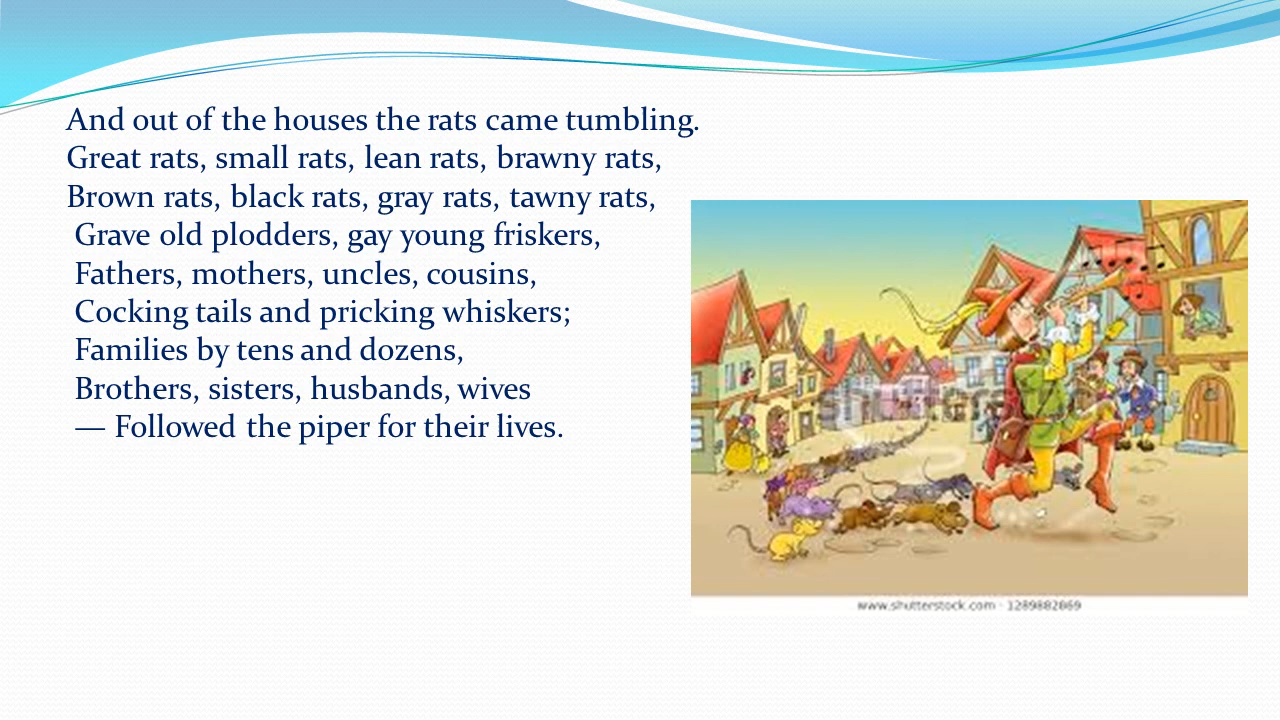 And out of the houses the rats came tumbling.
Great rats, small rats, lean rats, brawny rats,
Brown rats, black rats, gray rats, tawny rats,
Grave old plodders, gay young friskers,
Fathers, mothers, uncles, cousins,
Cocking tails and pricking whiskers;
Families by tens and dozens,
Brothers, sisters, husbands, wives
— Followed the piper for their lives.
shutterstock
www.shutterstock.com · 1289882869